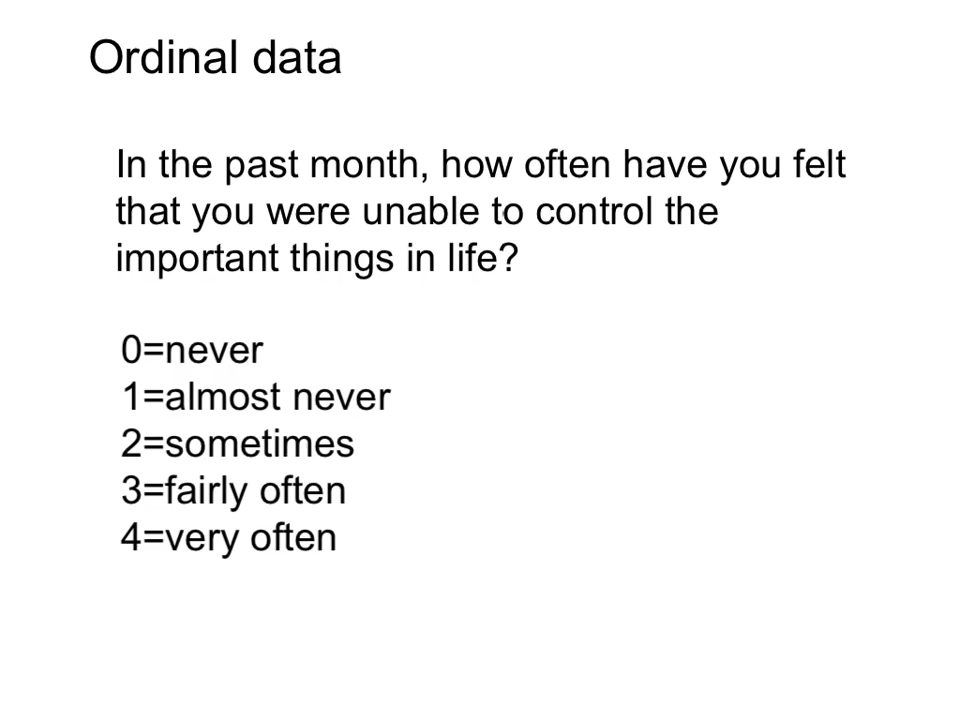 Ordinal data
In the past month, how often have you felt
that you were unable to control the
important things in life?
0=never
1=almost never
2=sometimes
3=fairly often
4=very often